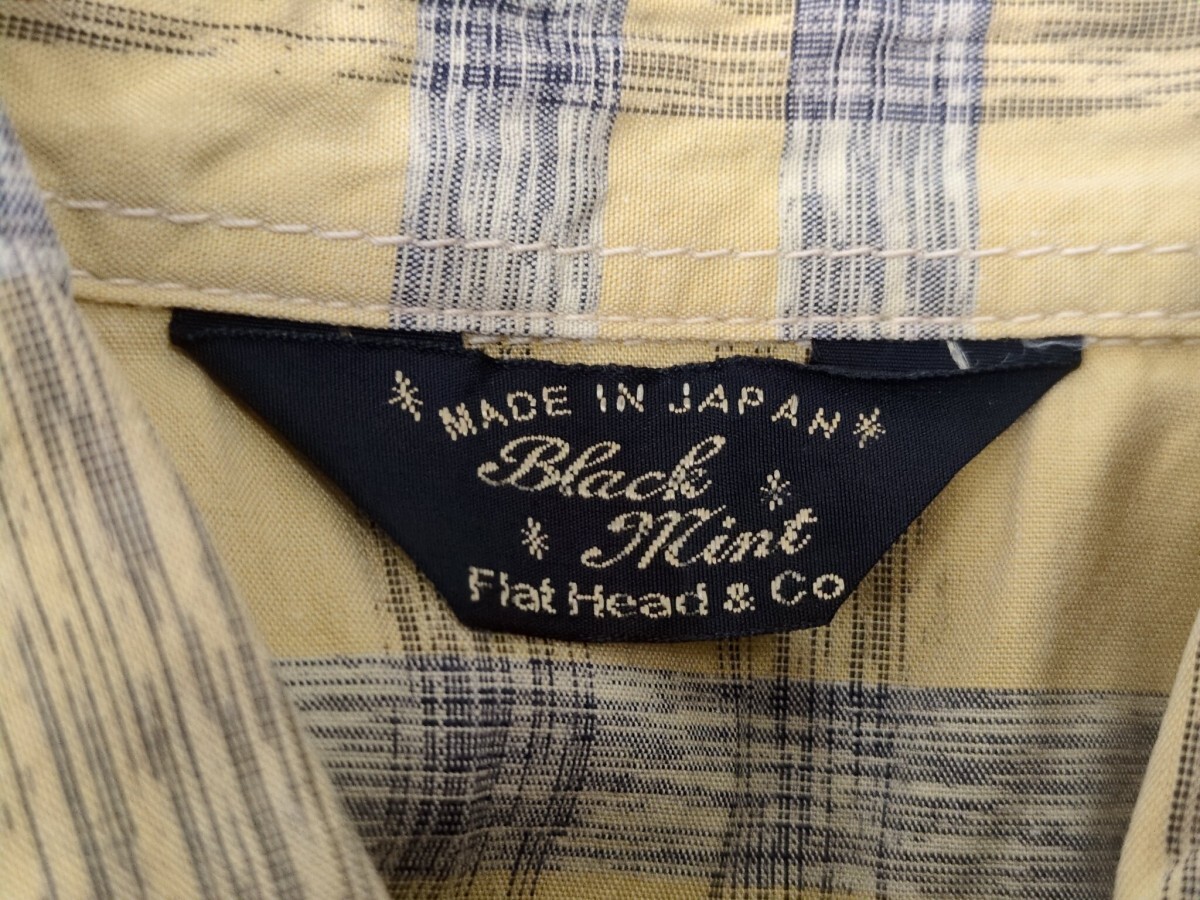 MADE IN JAPAN
Black
Mint
Flat Head & Co